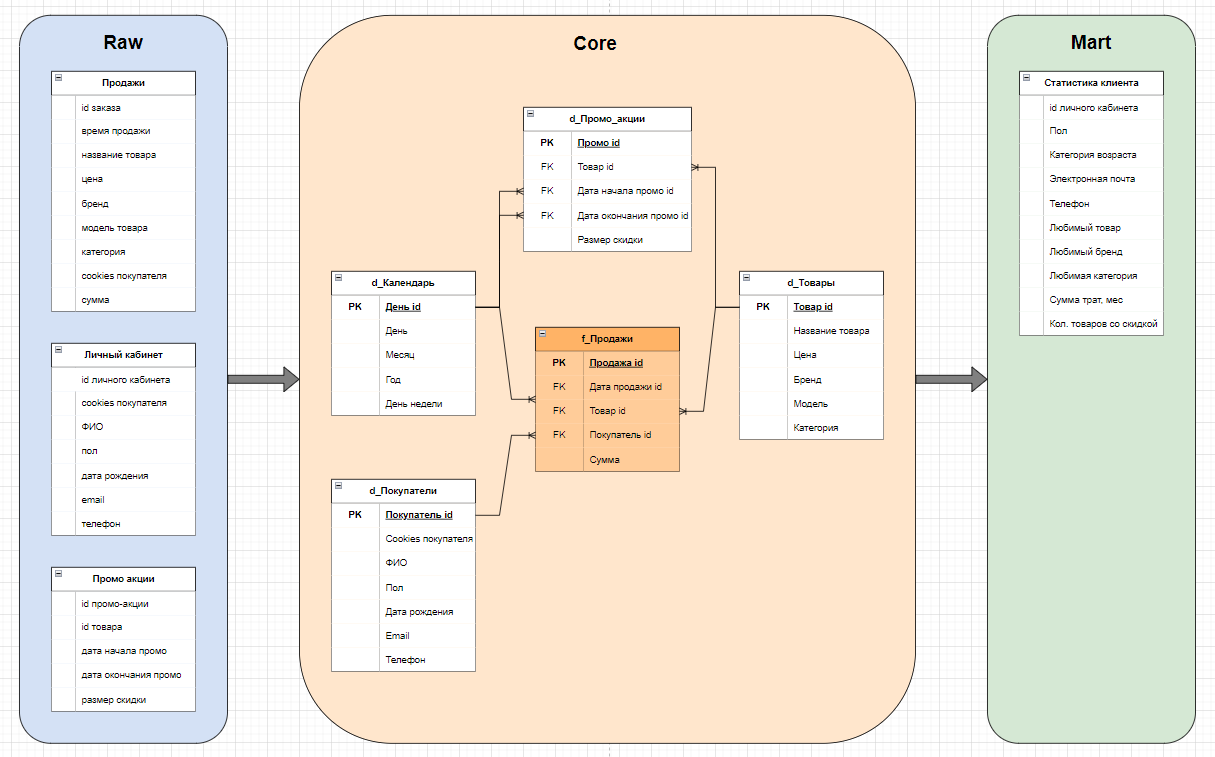 Raw
Продажи
id заказа
время продажи
название товара
цена
бренд
модель товара
категория
cookies покупателя
сумма
Личный кабинет
id личного кабинета
cookies покупателя
ФИО
пол
дата рождения
email
телефон
Промо акции
id промо-акции
id товара
дата начала промо
дата окончания промо
размер скидки
Core
d_Промо_акции
PK Промо id
FK Товар id
FK Дата начала промо id
FK Дата окончания промо id
Размер скидки
d_Календарь
PK День id
День
Месяц
Год
День недели
f_Продажи
PK Продажа id
FK Дата продажи id
FK Товар id
FK Покупатель id
Сумма
d_Товары
PK Товар id
Название товара
Цена
Бренд
Модель
Категория
d_Покупатели
PK Покупатель id
Cookies покупателя
ФИО
Пол
Дата рождения
Email
Телефон
Mart
Статистика клиента
id личного кабинета
Пол
Категория возраста
Электронная почта
Телефон
Любимый товар
Любимый бренд
Любимая категория
Сумма трат, мес
Кол. товаров со скидкой